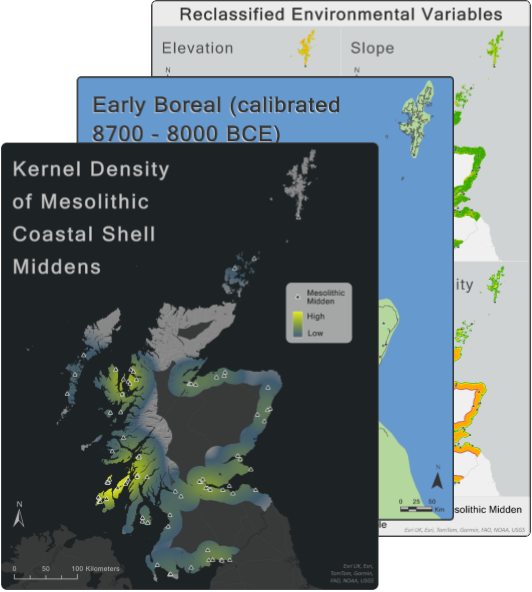 Reclassified Environmental Variables
Elevation
Slope
N
N
Early Boreal (calibrated
8700 - 8000 BCE)
Kernel Density
of Mesolithic
Coastal Shell
Middens
Mesolithic
Midden
High
Low
ity
N
0 25 50
Km
solithic Midden
Esri UK, Esri, TomTom, Garmin, FAO, NOAA, USGS
N
0 50 100 Kilometers
Esri UK, Esri,
TomTom, Garmin,
FAO, NOAA, USGS